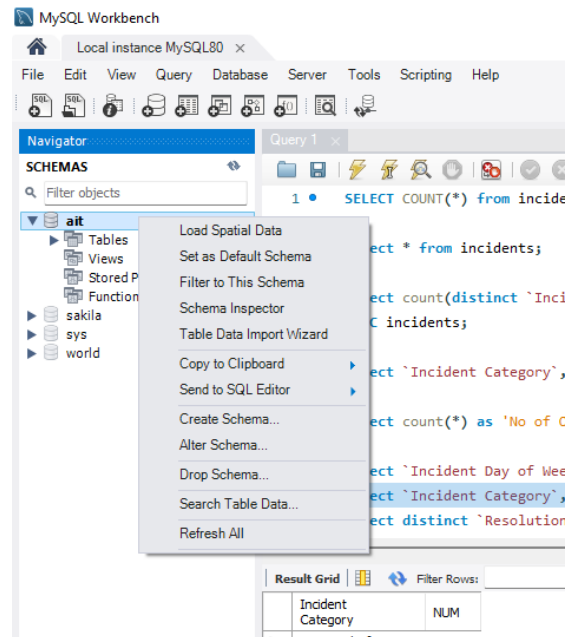 MySQL Workbench
Local instance MySQL80 ×
File Edit View Query Database Server Tools Scripting Help
Navigator
SCHEMAS
Filter objects
ait
Tables
Views
Stored P
Function
sakila
sys
world
Load Spatial Data
Set as Default Schema
Filter to This Schema
Schema Inspector
Table Data Import Wizard
Copy to Clipboard
Send to SQL Editor
Create Schema...
Alter Schema...
Drop Schema...
Search Table Data...
Refresh All
Query 1 ×
1 SELECT COUNT(*) from incide
ect * from incidents;
ect count(distinct `Inci
C incidents;
ect `Incident Category`,
ect count(*) as 'No of C
ect `Incident Day of Wee
ect `Incident Category`,
ect distinct `Resolution
Result Grid Filter Rows:
Incident
Category NUM